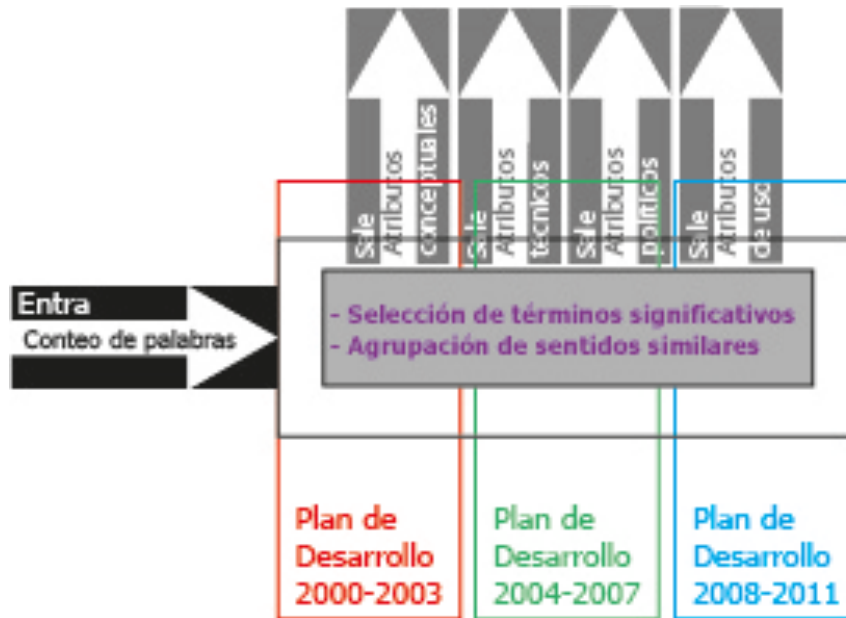 Sale
Atributos
conceptuales
Sale
Atributos
técnicos
Sale
Atributos
políticos
Sale
Atributos
de uso
Entra
Conteo de palabras
- Selección de términos significativos
- Agrupación de sentidos similares
Plan de
Desarrollo
2000-2003
Plan de
Desarrollo
2004-2007
Plan de
Desarrollo
2008-2011